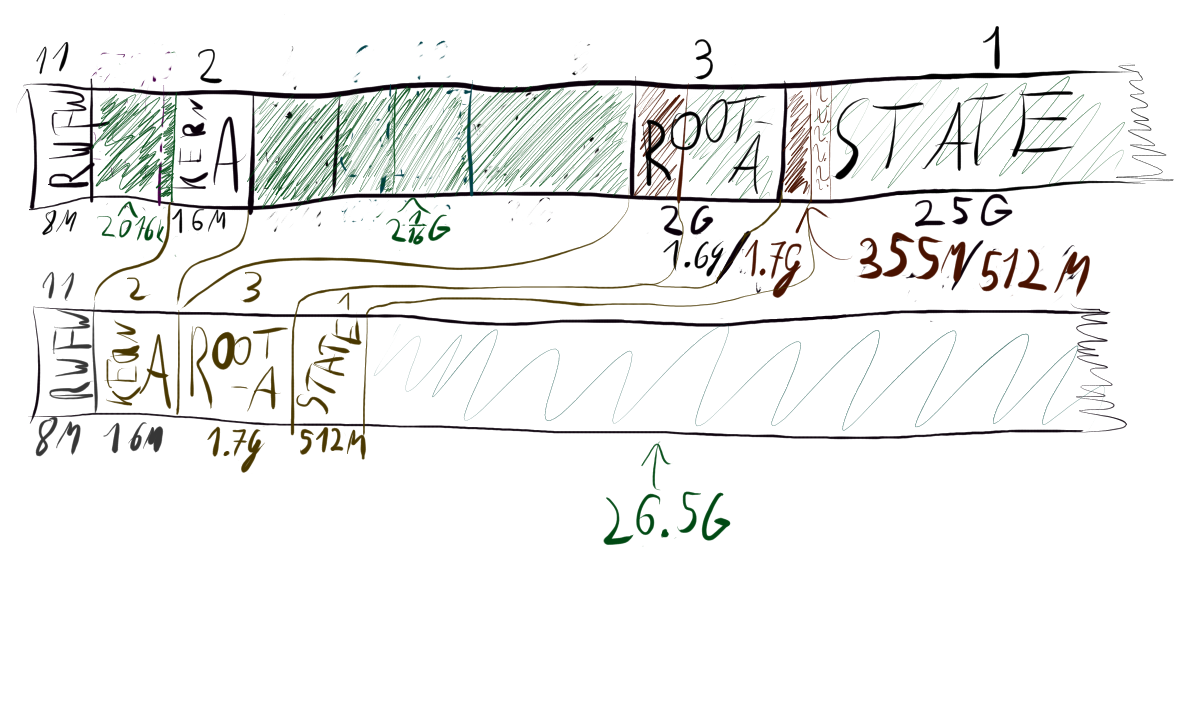 11 2 3 1
RWFW KERN A ROOT-A STATE
8M 2016k 16M 2 1/16 G 2G 25G
1.6g/1.7g 355M/512M
11 2 3 1
RWFW KERN A ROOT-A STATE
8M 16M 1.7g 512M
26.5G